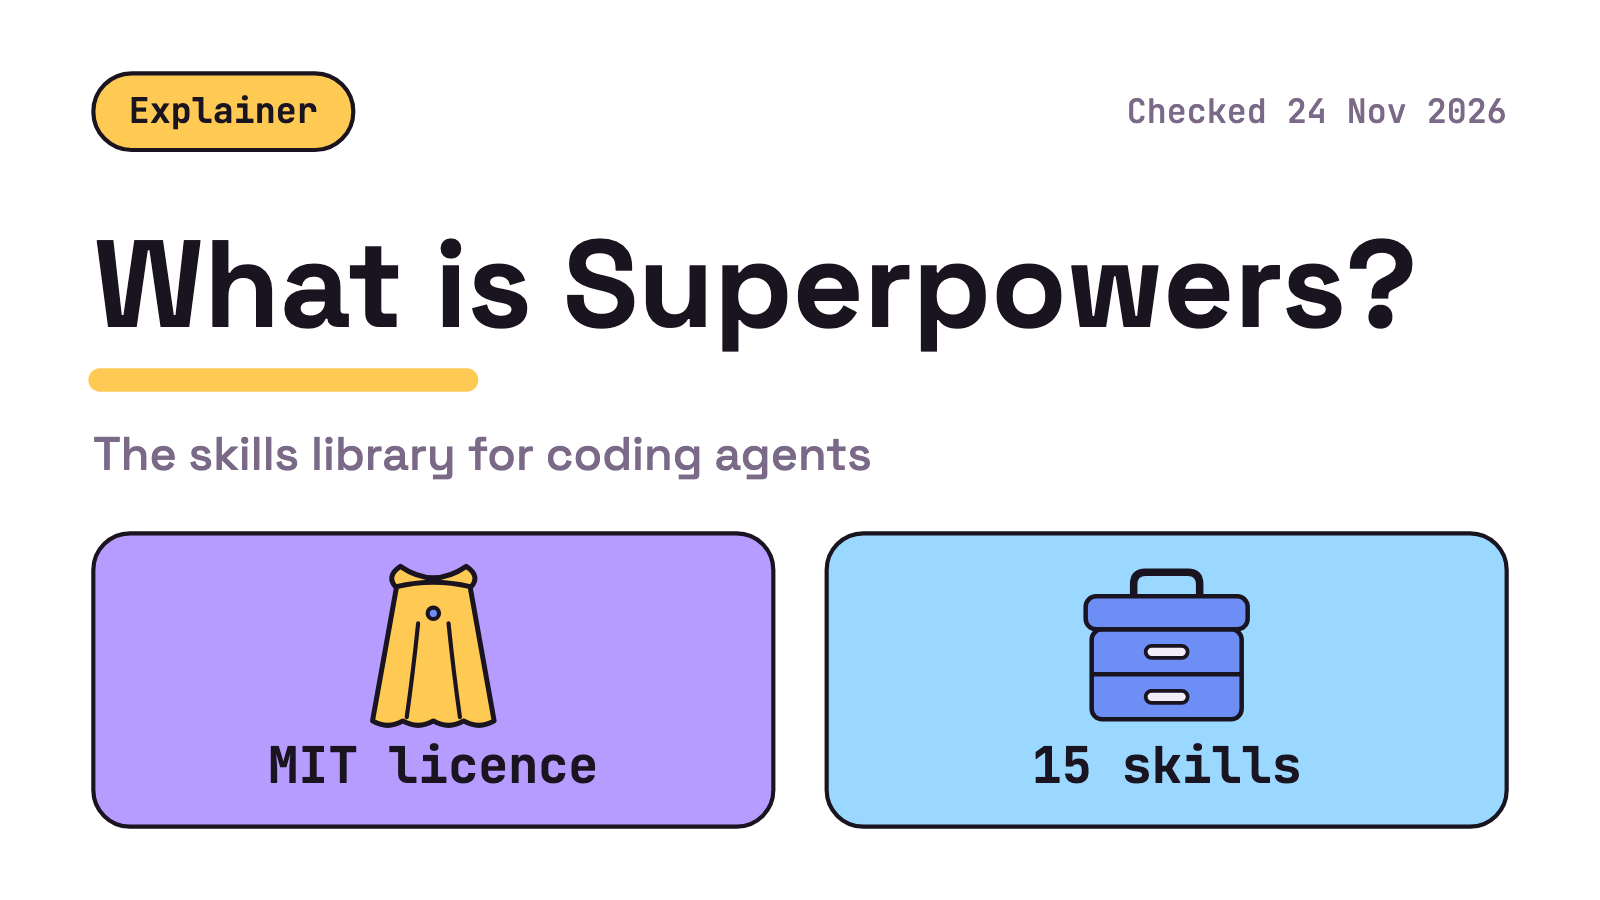 Explainer
Checked 24 Nov 2026
What is Superpowers?
The skills library for coding agents
MIT licence
15 skills